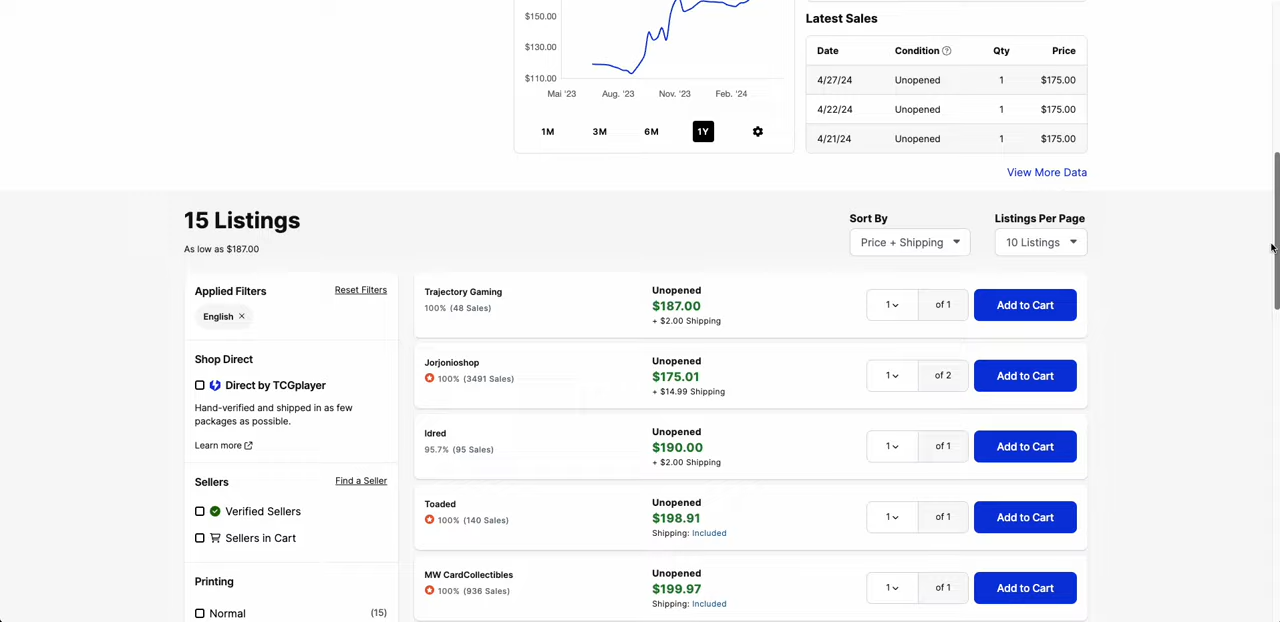 $150.00
$130.00
$110.00
Mai '23 Aug. '23 Nov. '23 Feb. '24
1M 3M 6M 1Y
Latest Sales
Date Condition Qty Price
4/27/24 Unopened 1 $175.00
4/22/24 Unopened 1 $175.00
4/21/24 Unopened 1 $175.00
View More Data
15 Listings
As low as $187.00
Sort By
Price + Shipping
Listings Per Page
10 Listings
Applied Filters Reset Filters
English ×
Shop Direct
Direct by TCGplayer
Hand-verified and shipped in as few
packages as possible.
Learn more
Sellers Find a Seller
Verified Sellers
Sellers in Cart
Printing
Normal (15)
Trajectory Gaming
100% (48 Sales)
Unopened
$187.00
+ $2.00 Shipping
1 of 1 Add to Cart
Jorjonioshop
100% (3491 Sales)
Unopened
$175.01
+ $14.99 Shipping
1 of 2 Add to Cart
Idred
95.7% (95 Sales)
Unopened
$190.00
+ $2.00 Shipping
1 of 1 Add to Cart
Toaded
100% (140 Sales)
Unopened
$198.91
Shipping: Included
1 of 1 Add to Cart
MW CardCollectibles
100% (936 Sales)
Unopened
$199.97
Shipping: Included
1 of 1 Add to Cart